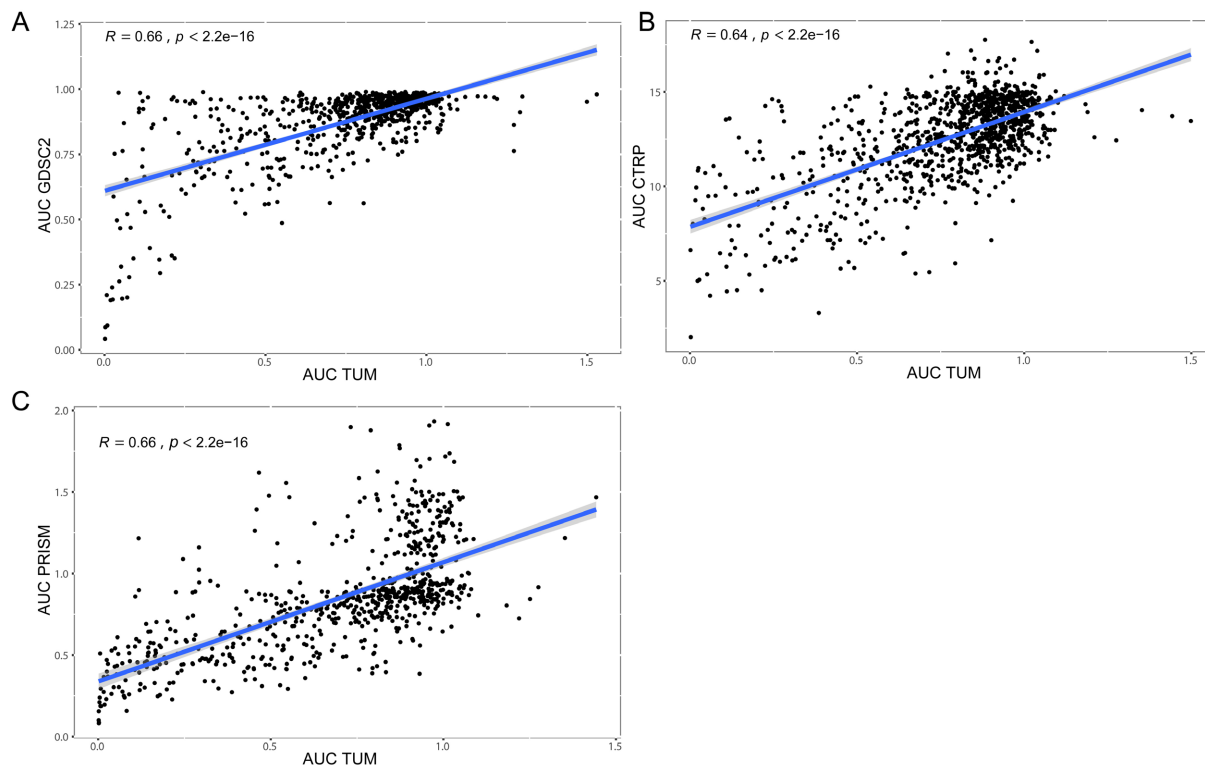 A
R = 0.66 , p < 2.2e−16
AUC GDSC2
1.25
1.00
0.75
0.50
0.25
0.00
0.0 0.5 1.0 1.5
AUC TUM
B
R = 0.64 , p < 2.2e−16
AUC CTRP
15
10
5
0.0 0.5 1.0 1.5
AUC TUM
C
R = 0.66 , p < 2.2e−16
AUC PRISM
2.0
1.5
1.0
0.5
0.0
0.0 0.5 1.0 1.5
AUC TUM